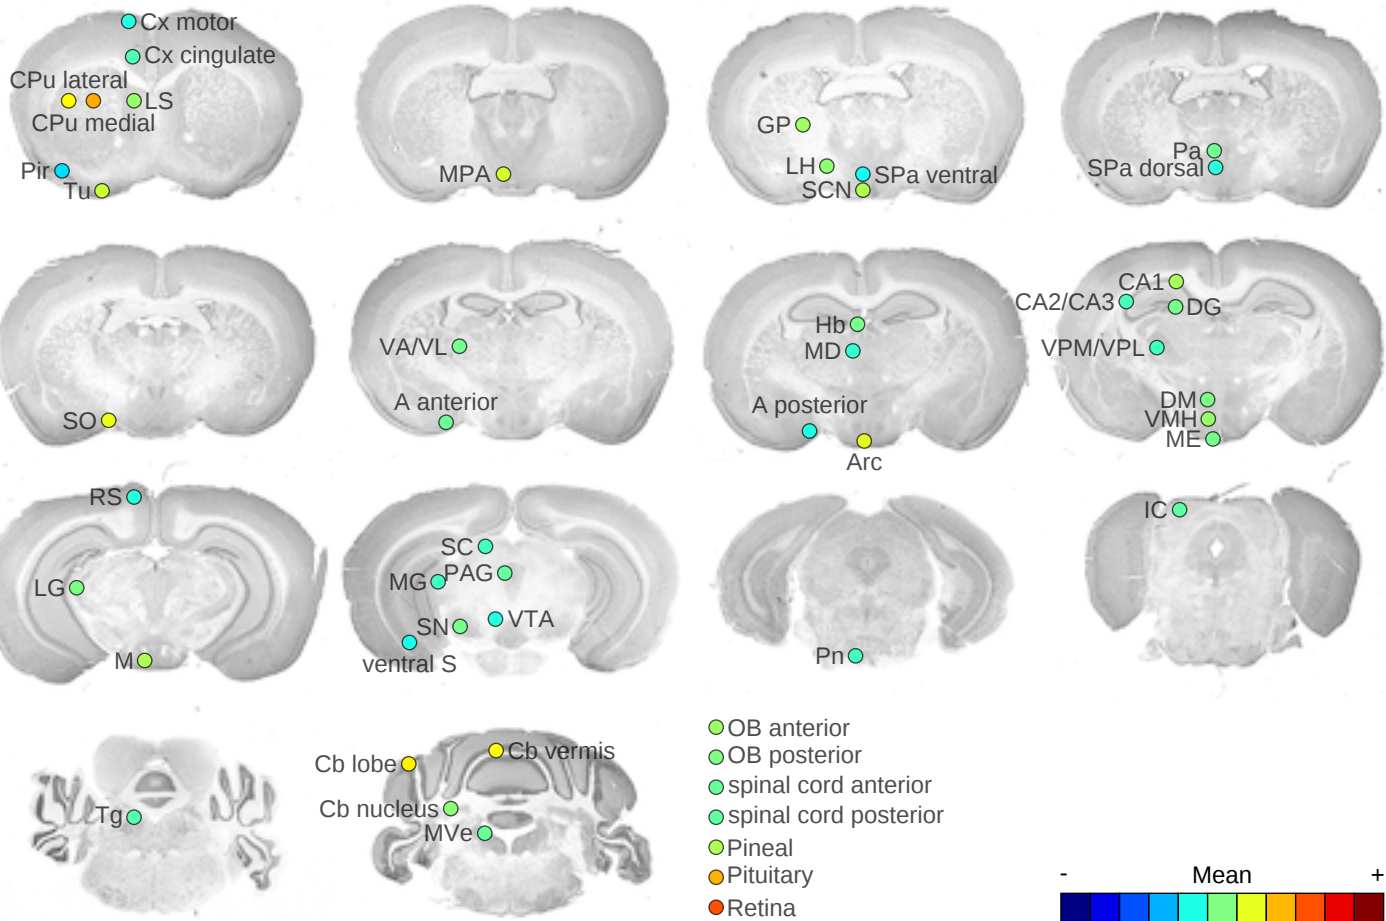 Cx motor
Cx cingulate
CPu lateral
LS
CPu medial
Pir
Tu
MPA
GP
LH
SPa ventral
SCN
Pa
SPa dorsal
SO
VA/VL
A anterior
Hb
MD
A posterior
Arc
CA1
CA2/CA3
DG
VPM/VPL
DM
VMH
ME
RS
LG
M
SC
MG
PAG
SN
VTA
ventral S
Pn
IC
Tg
Cb lobe
Cb vermis
Cb nucleus
MVe
OB anterior
OB posterior
spinal cord anterior
spinal cord posterior
Pineal
Pituitary
Retina
- Mean +